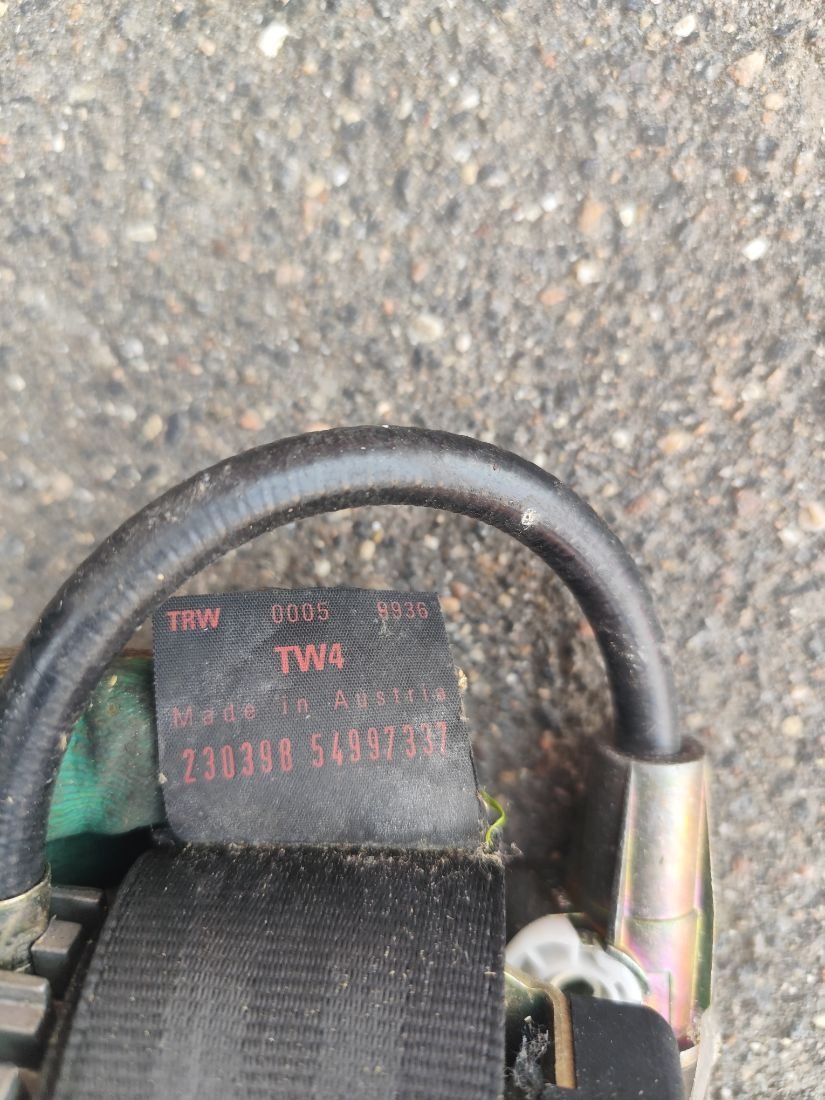 TRW 0005 9936
TW4
Made in Austria
230398 54997337